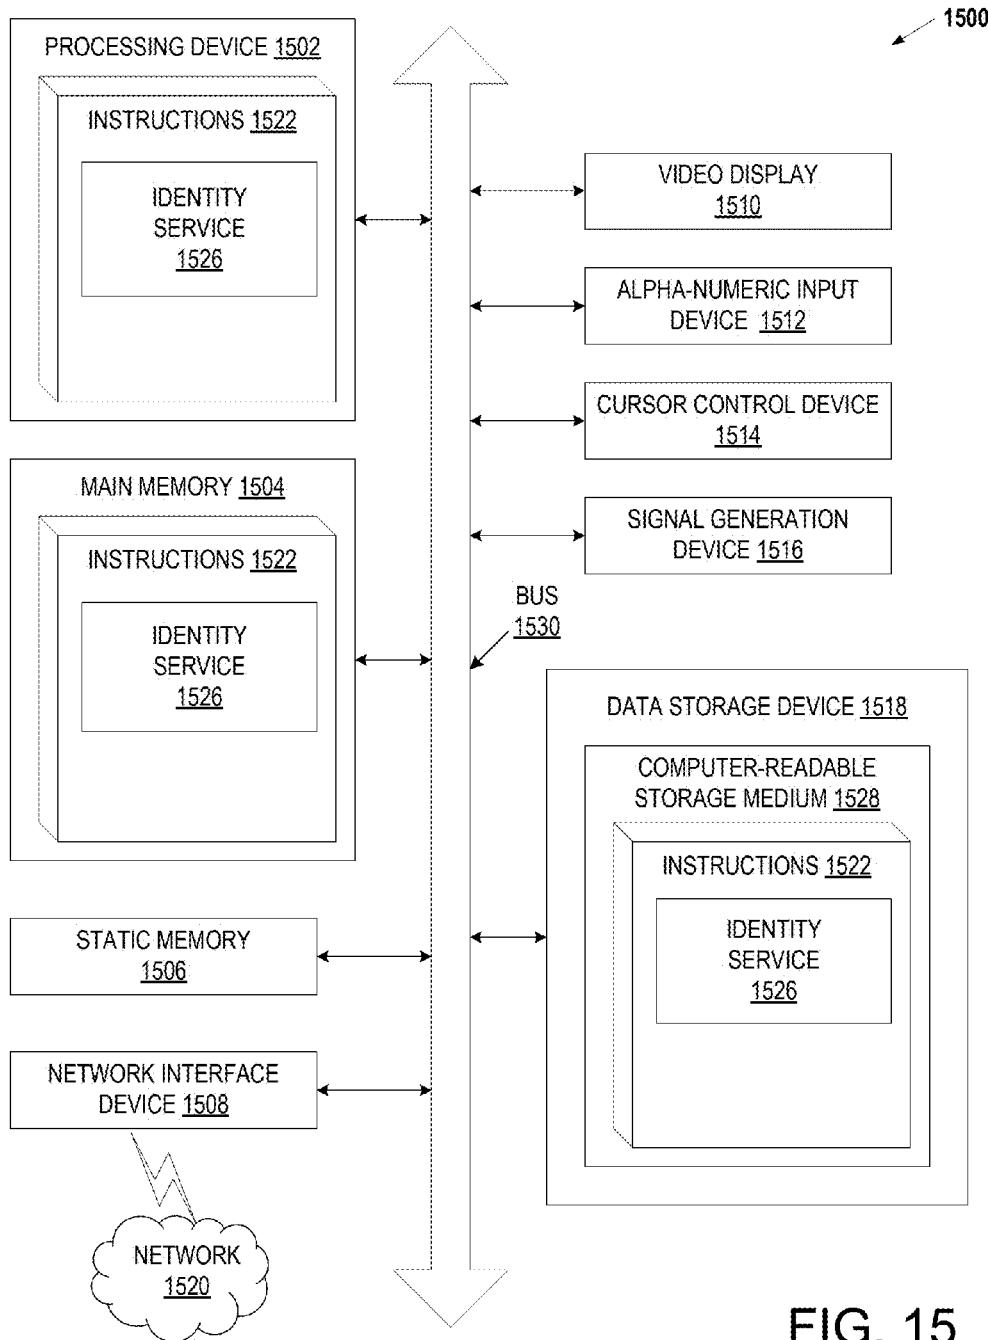 1500
PROCESSING DEVICE 1502
INSTRUCTIONS 1522
IDENTITY
SERVICE
1526
MAIN MEMORY 1504
INSTRUCTIONS 1522
IDENTITY
SERVICE
1526
STATIC MEMORY
1506
NETWORK INTERFACE
DEVICE 1508
NETWORK
1520
VIDEO DISPLAY
1510
ALPHA-NUMERIC INPUT
DEVICE 1512
CURSOR CONTROL DEVICE
1514
SIGNAL GENERATION
DEVICE 1516
BUS
1530
DATA STORAGE DEVICE 1518
COMPUTER-READABLE
STORAGE MEDIUM 1528
INSTRUCTIONS 1522
IDENTITY
SERVICE
1526
FIG. 15